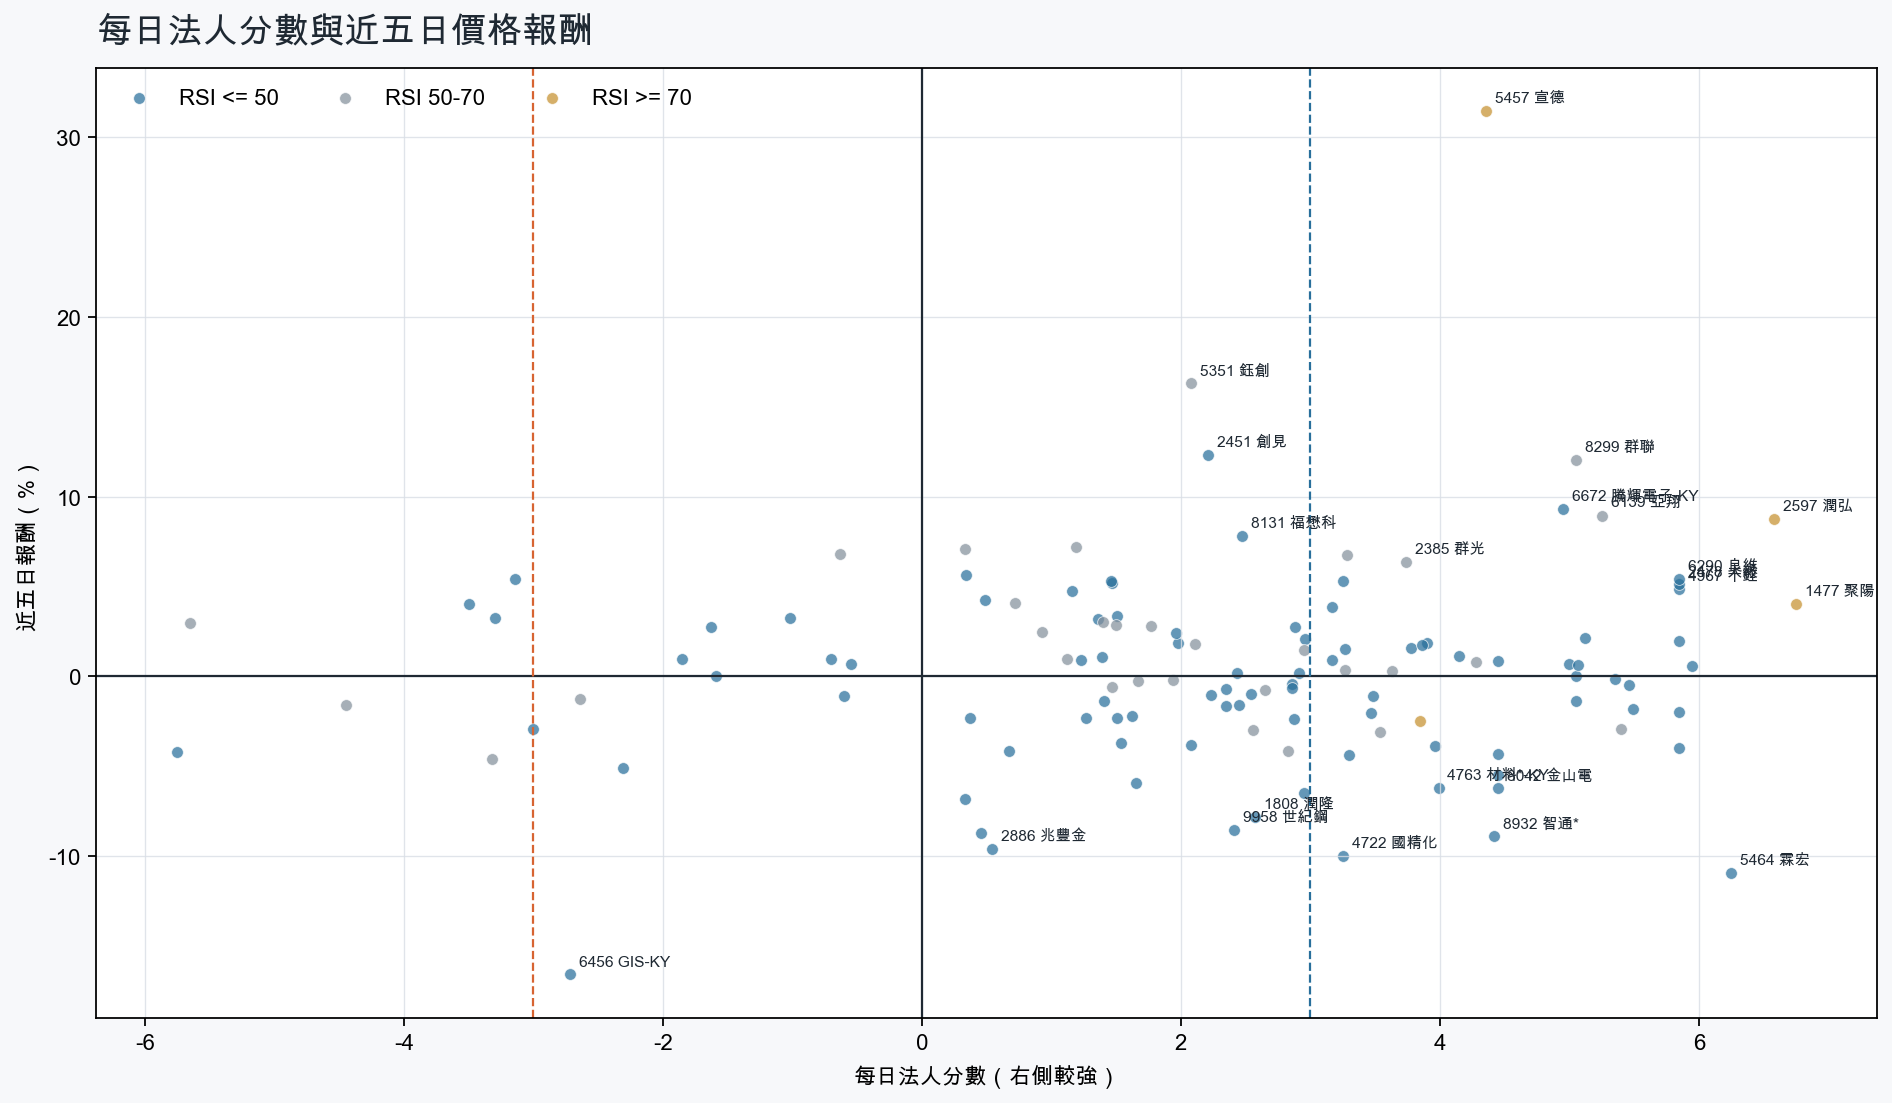 每日法人分數與近五日價格報酬
RSI <= 50
RSI 50-70
RSI >= 70
5457 宣德
5351 鈺創
2451 創見
8299 群聯
6672 騰輝電子-KY
6139 亞翔
2597 潤弘
8131 福懋科
2385 群光
6290 良維
4967 十銓
1477 聚陽
4763 材料*-KY
8042 金山電
1808 潤隆
9958 世紀鋼
8932 智通*
2886 兆豐金
4722 國精化
5464 霖宏
6456 GIS-KY
30
20
10
0
-10
近五日報酬 ( % )
-6
-4
-2
0
2
4
6
每日法人分數 ( 右側較強 )